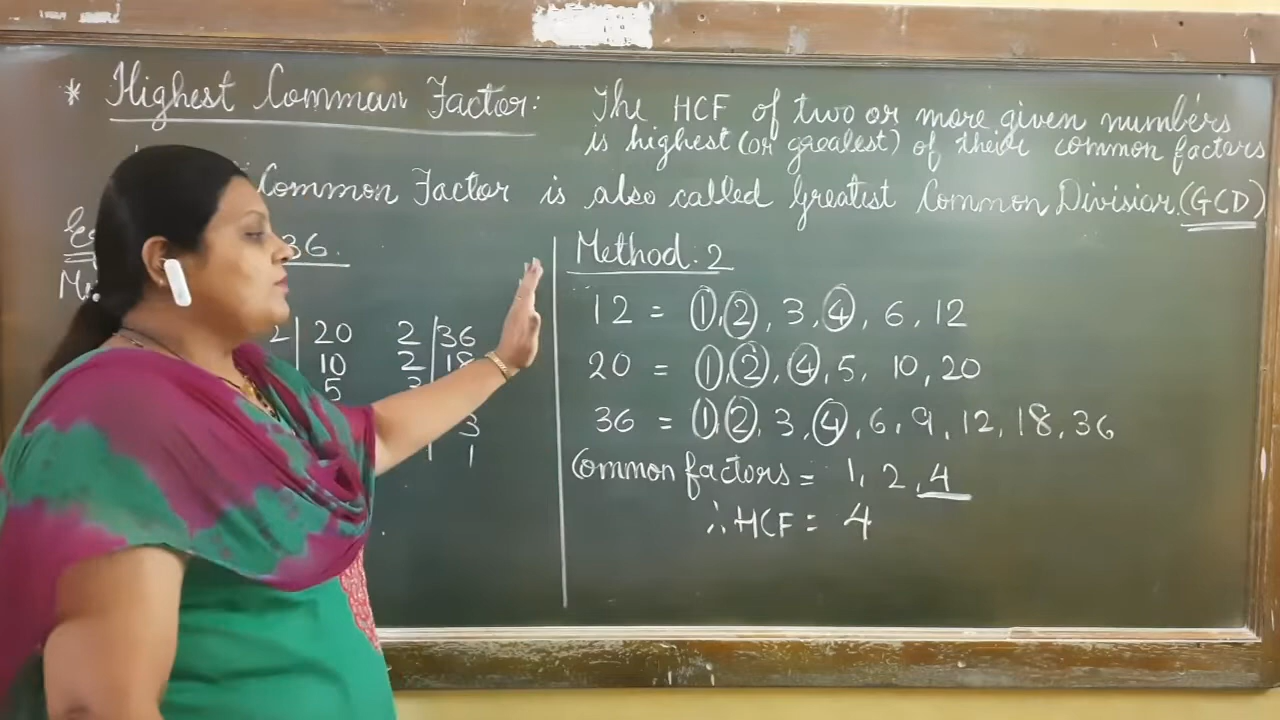 * Highest Comman Factor:
The HCF of two or more given numbers
is highest (or greatest) of their common factors
Common Factor is also called Greatest Common Divisior. (GCD)
36.
2 | 20
10
5
2 | 36
2 | 18
3
1
Method: 2
12 = 1, 2, 3, 4, 6, 12
20 = 1, 2, 4, 5, 10, 20
36 = 1, 2, 3, 4, 6, 9, 12, 18, 36
Common factors = 1, 2, 4
∴ HCF = 4